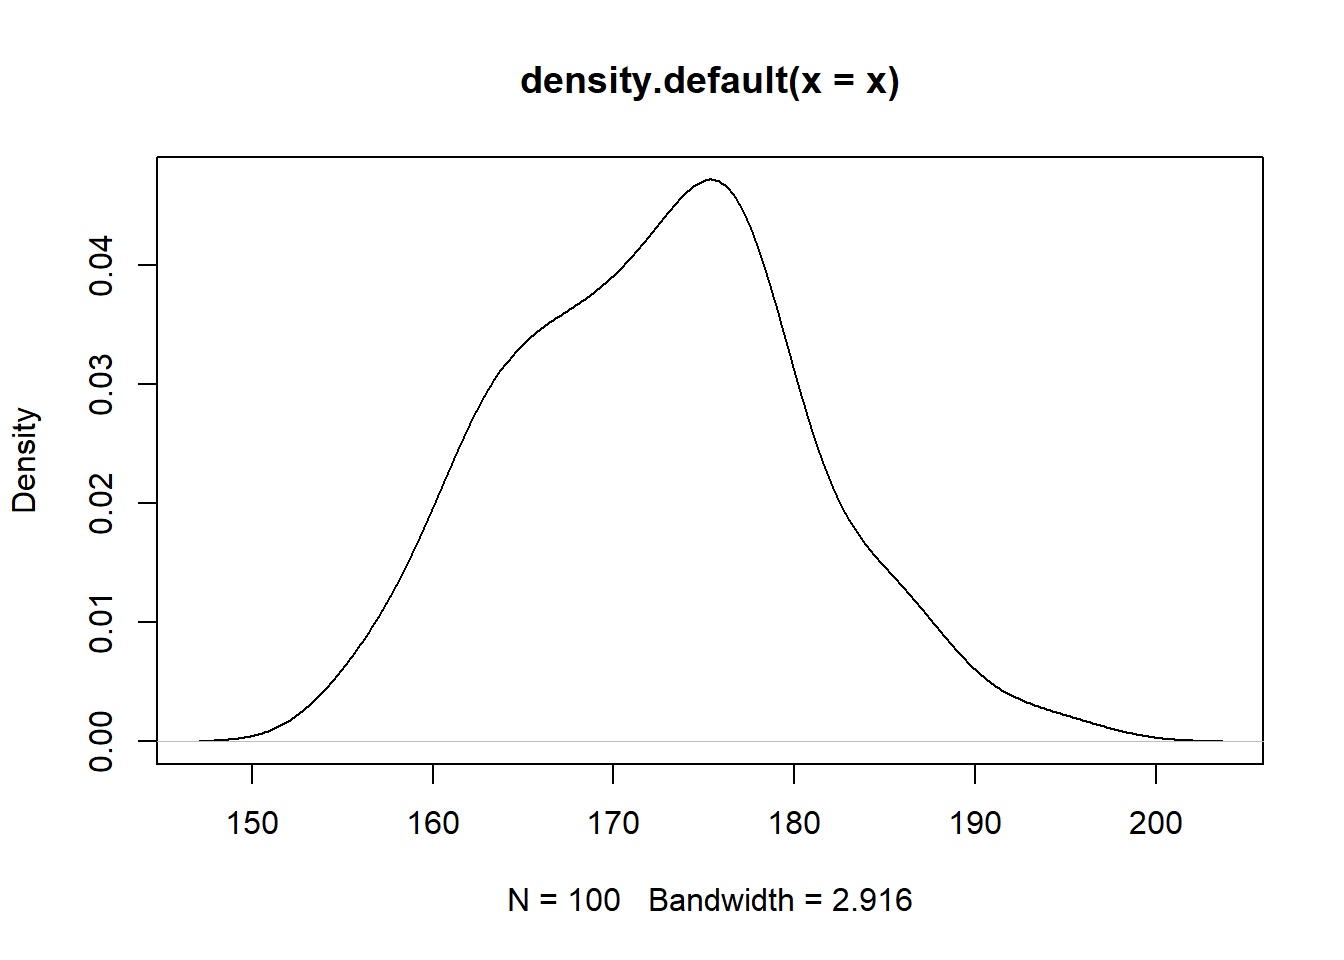 density.default(x = x)
Density
0.04
0.03
0.02
0.01
0.00
150 160 170 180 190 200
N = 100   Bandwidth = 2.916